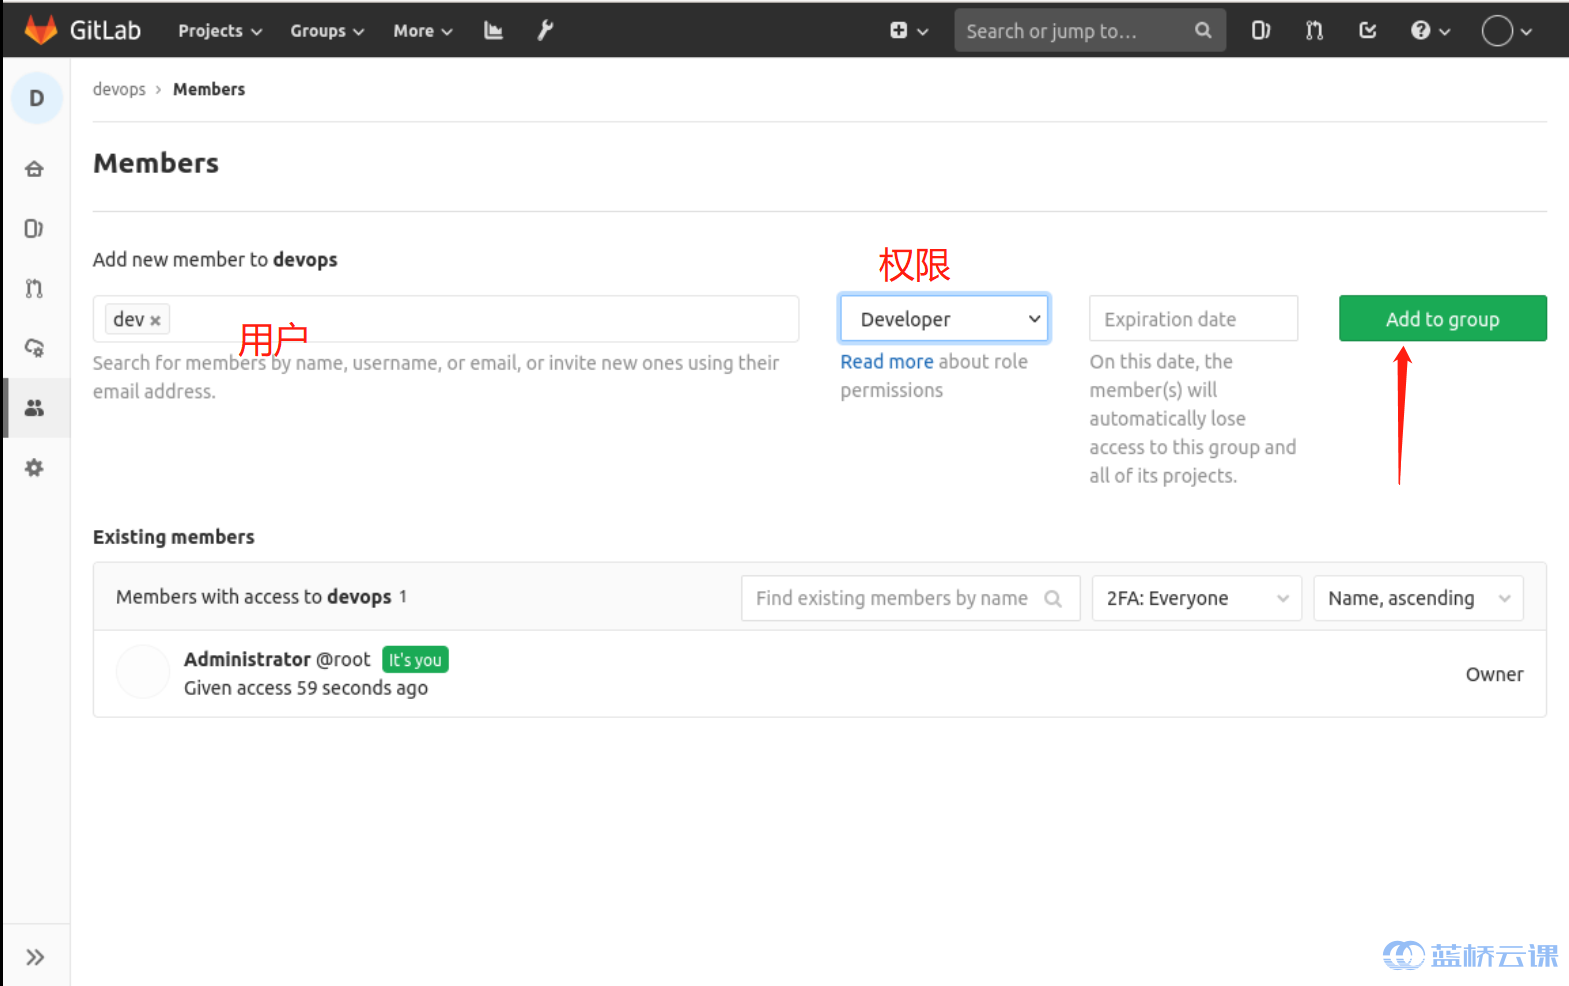 GitLab Projects Groups More Search or jump to...
D
devops › Members
Members
Add new member to devops
权限
dev × Developer Expiration date Add to group
用户
Search for members by name, username, or email, or invite new ones using their
email address.
Read more about role
permissions
On this date, the
member(s) will
automatically lose
access to this group and
all of its projects.
Existing members
Members with access to devops 1 Find existing members by name 2FA: Everyone Name, ascending
Administrator @root It's you
Given access 59 seconds ago
Owner
蓝桥云课